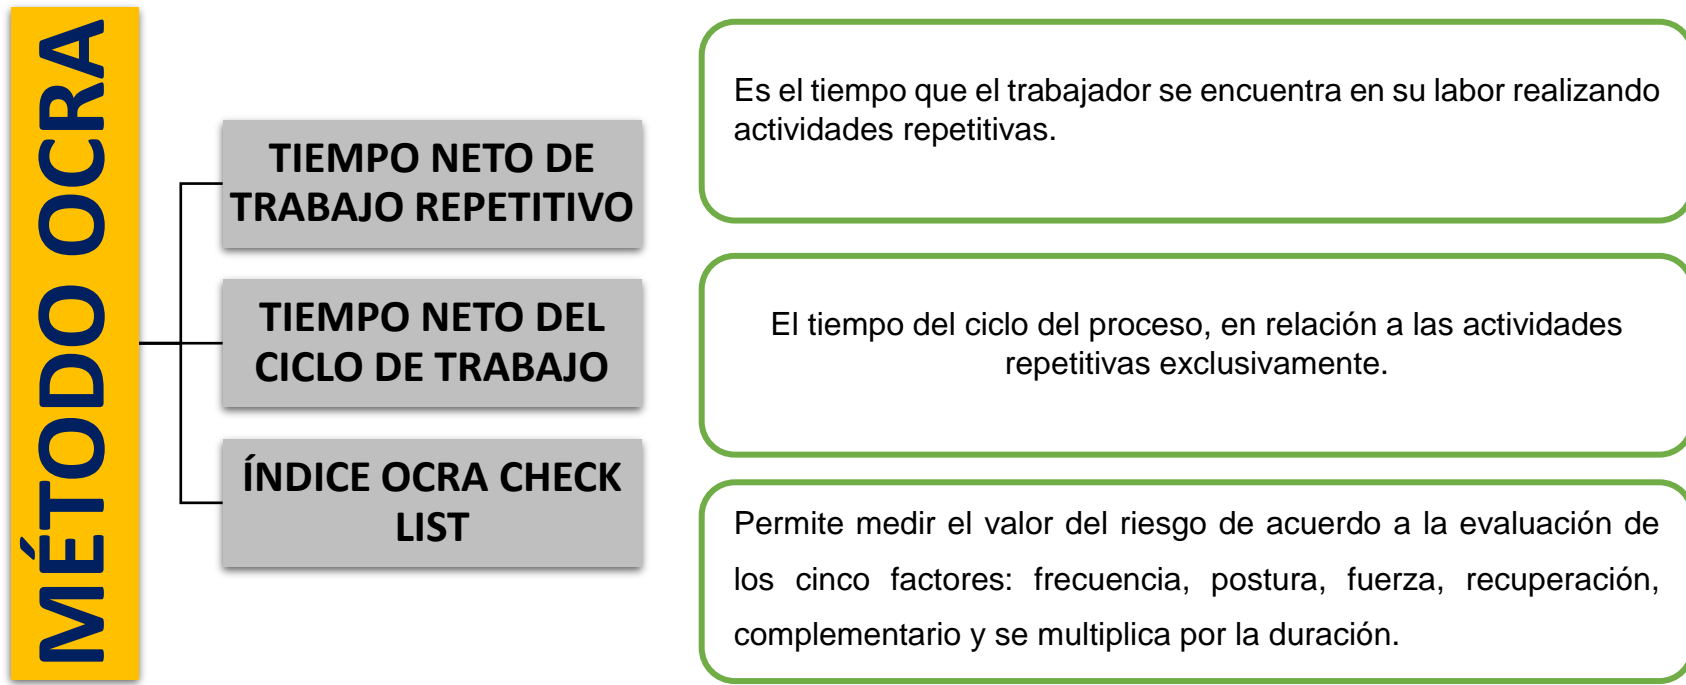 MÉTODO OCRA
TIEMPO NETO DE
TRABAJO REPETITIVO
Es el tiempo que el trabajador se encuentra en su labor realizando
actividades repetitivas.
TIEMPO NETO DEL
CICLO DE TRABAJO
El tiempo del ciclo del proceso, en relación a las actividades
repetitivas exclusivamente.
ÍNDICE OCRA CHECK
LIST
Permite medir el valor del riesgo de acuerdo a la evaluación de
los cinco factores: frecuencia, postura, fuerza, recuperación,
complementario y se multiplica por la duración.